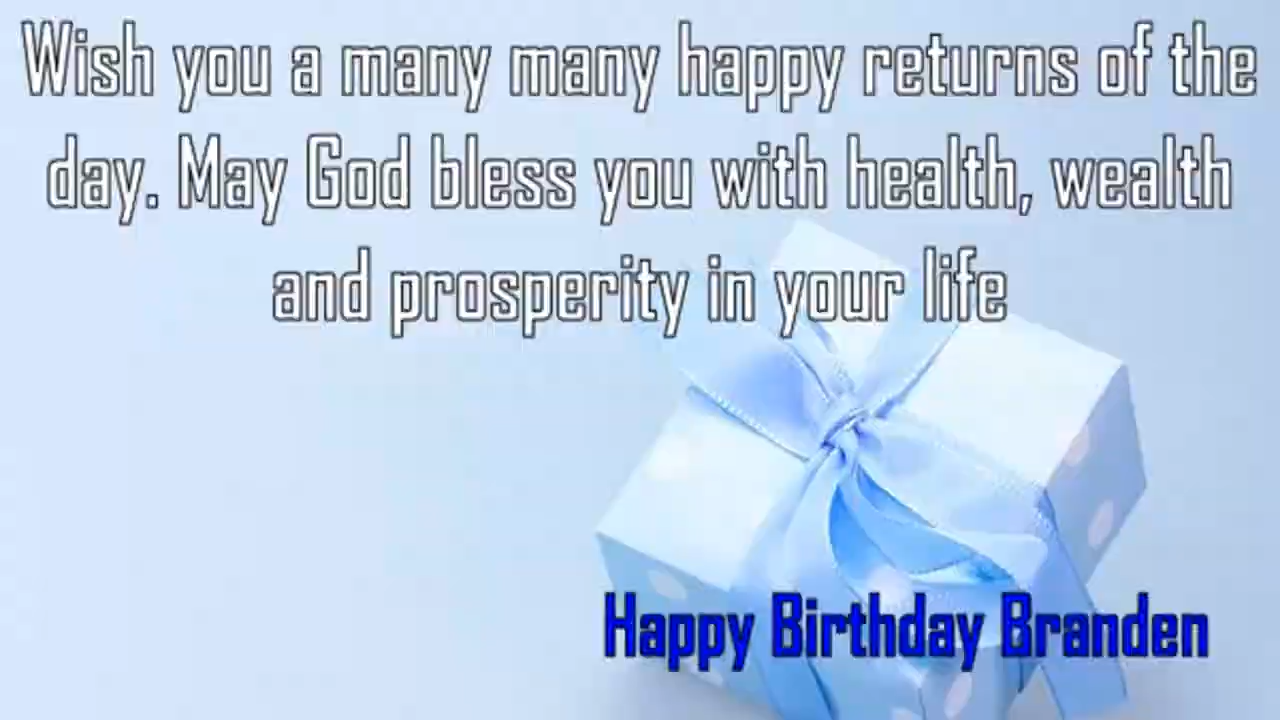 Wish you a many many happy returns of the
day. May God bless you with health, wealth
and prosperity in your life
Happy Birthday Branden